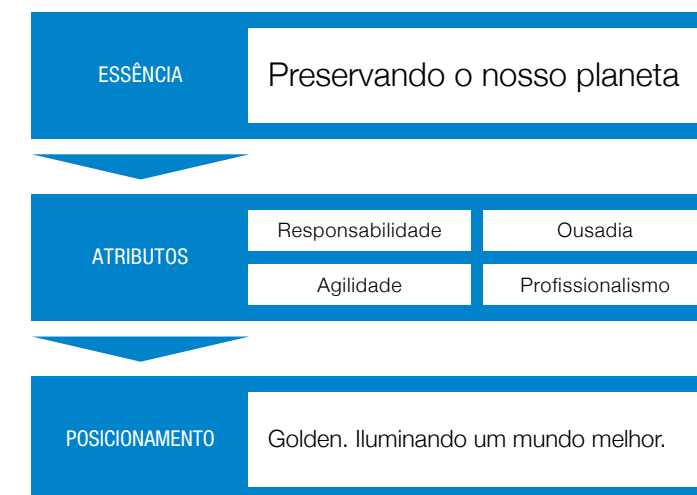 ESSÊNCIA
Preservando o nosso planeta
ATRIBUTOS
Responsabilidade
Ousadia
Agilidade
Profissionalismo
POSICIONAMENTO
Golden. Iluminando um mundo melhor.